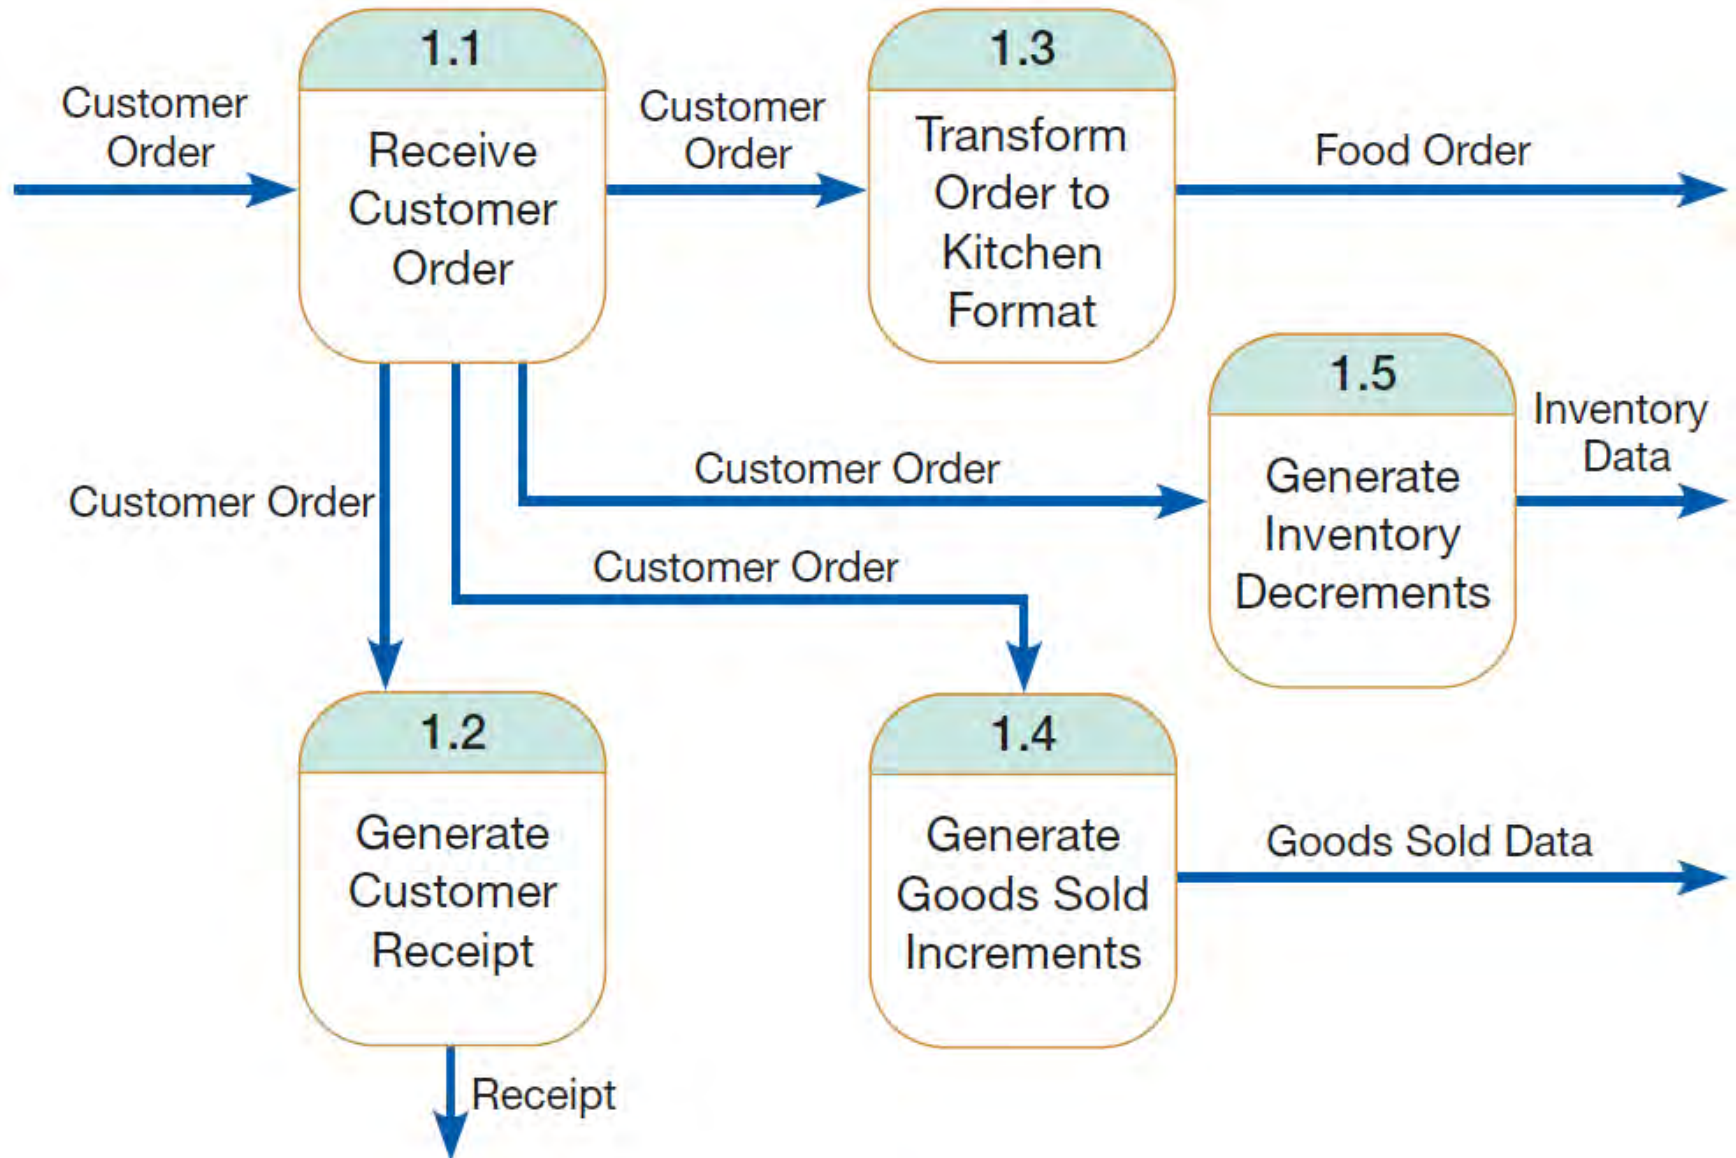 1.1
Receive
Customer
Order
1.3
Transform
Order to
Kitchen
Format
Customer
Order
Customer
Order
Food Order
1.5
Generate
Inventory
Decrements
Inventory
Data
Customer Order
Customer Order
Customer Order
1.2
Generate
Customer
Receipt
1.4
Generate
Goods Sold
Increments
Goods Sold Data
Receipt